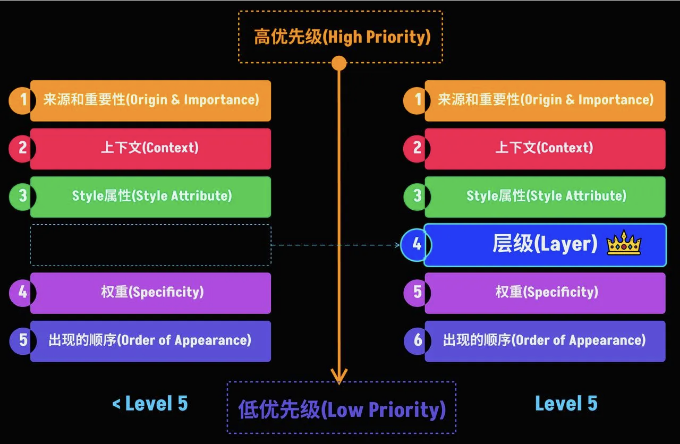 高优先级(High Priority)
1 来源和重要性(Origin & Importance)
2 上下文(Context)
3 Style属性(Style Attribute)
4 权重(Specificity)
5 出现的顺序(Order of Appearance)
< Level 5
1 来源和重要性(Origin & Importance)
2 上下文(Context)
3 Style属性(Style Attribute)
4 层级(Layer)
5 权重(Specificity)
6 出现的顺序(Order of Appearance)
Level 5
低优先级(Low Priority)